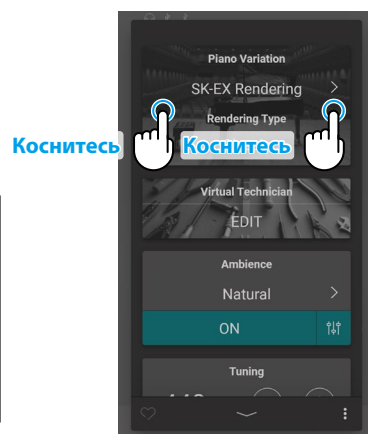 Piano Variation
SK-EX Rendering
Rendering Type
Коснитесь Коснитесь
Virtual Technician
EDIT
Ambience
Natural
ON
Tuning